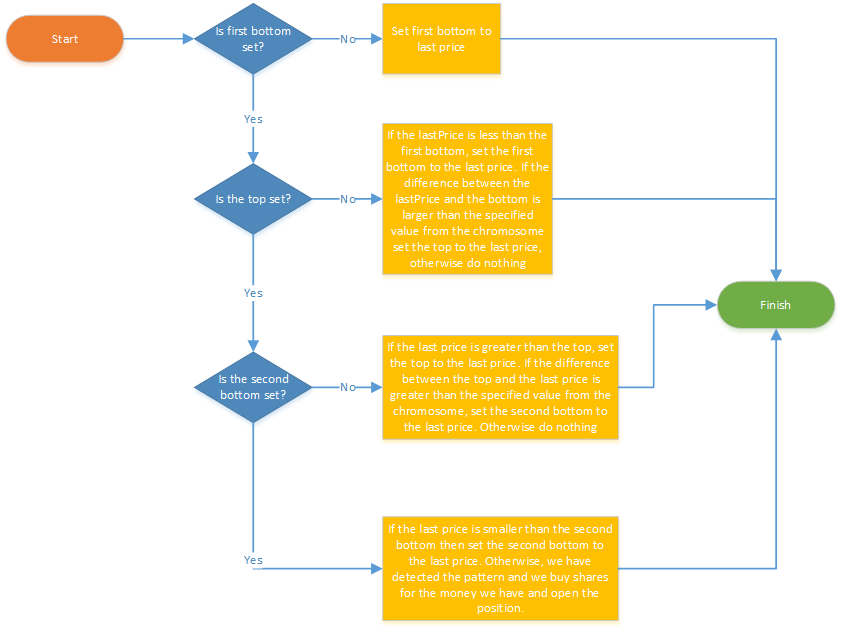 Start
Is first bottom
set?
No
Set first bottom to
last price
Yes
Is the top set?
No
If the lastPrice is less than the
first bottom, set the first
bottom to the last price. If the
difference between the
lastPrice and the bottom is
larger than the specified
value from the chromosome
set the top to the last price,
otherwise do nothing
Yes
Finish
Is the second
bottom set?
No
If the last price is greater than the top, set
the top to the last price. If the difference
between the top and the last price is
greater than the specified value from the
chromosome, set the second bottom to
the last price. Otherwise do nothing
Yes
If the last price is smaller than the second
bottom then set the second bottom to
the last price. Otherwise, we have
detected the pattern and we buy shares
for the money we have and open the
position.